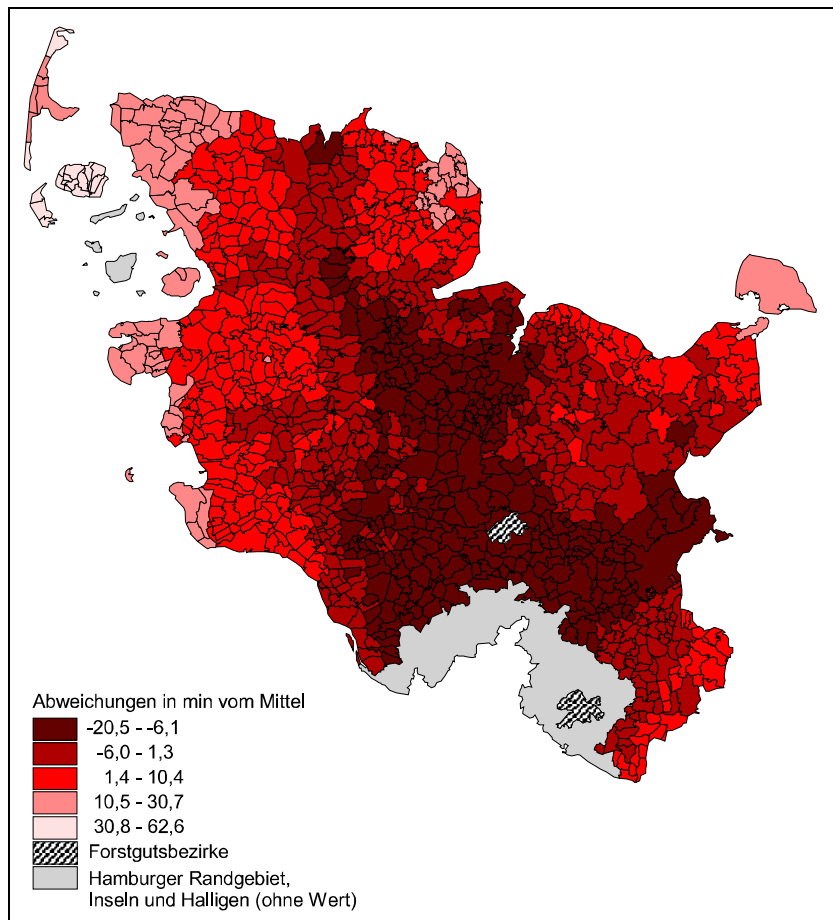 Abweichungen in min vom Mittel
-20,5 - -6,1
-6,0 - 1,3
1,4 - 10,4
10,5 - 30,7
30,8 - 62,6
Forstgutsbezirke
Hamburger Randgebiet,
Inseln und Halligen (ohne Wert)